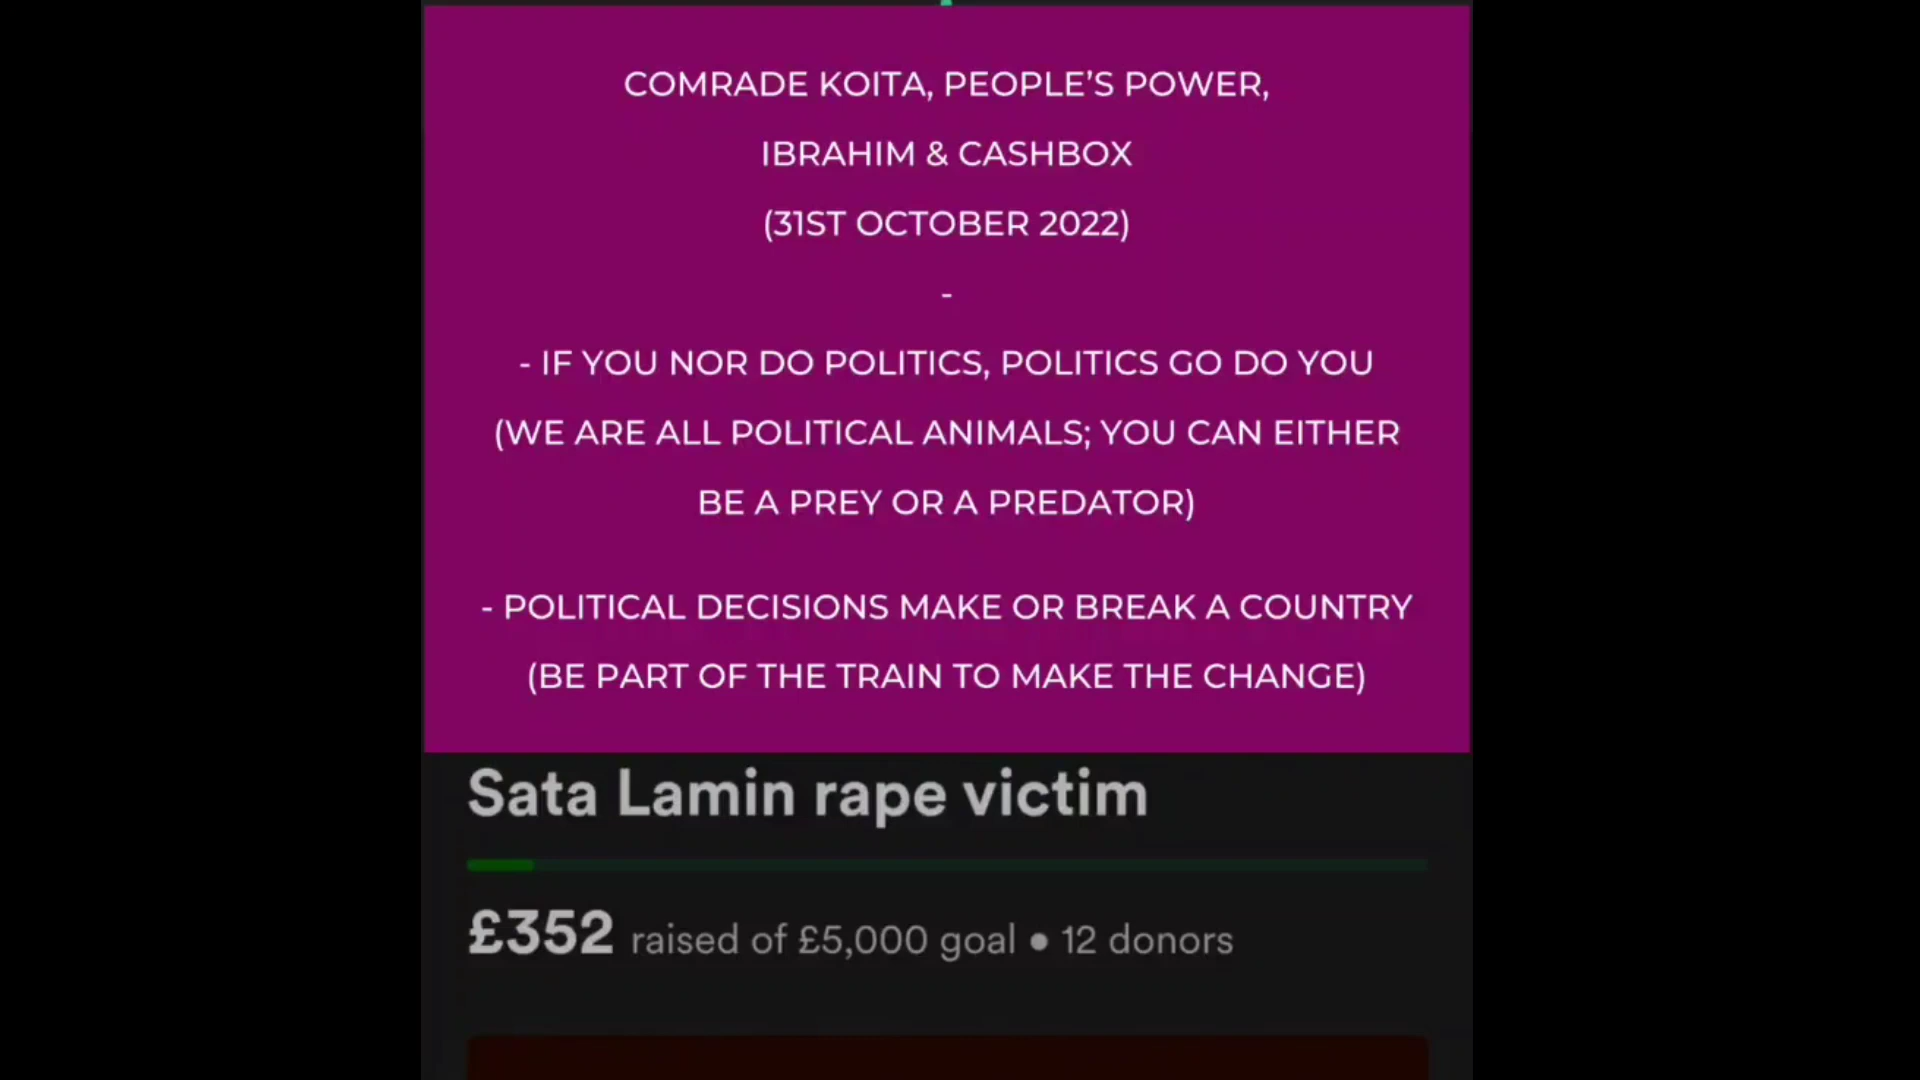 COMRADE KOITA, PEOPLE'S POWER,
IBRAHIM & CASHBOX
(31ST OCTOBER 2022)
-
- IF YOU NOR DO POLITICS, POLITICS GO DO YOU
(WE ARE ALL POLITICAL ANIMALS; YOU CAN EITHER
BE A PREY OR A PREDATOR)
- POLITICAL DECISIONS MAKE OR BREAK A COUNTRY
(BE PART OF THE TRAIN TO MAKE THE CHANGE)
Sata Lamin rape victim
£352 raised of £5,000 goal • 12 donors